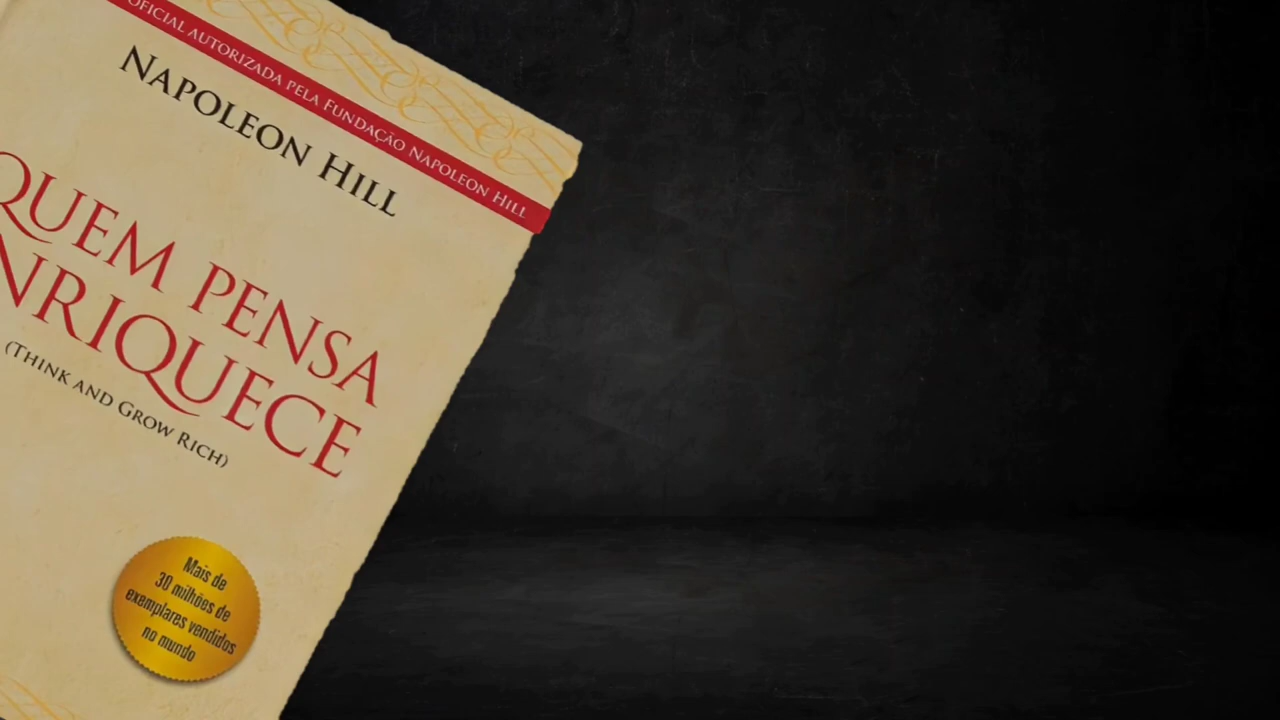 OFICIAL AUTORIZADA PELA FUNDAÇÃO NAPOLEON HILL
NAPOLEON HILL
QUEM PENSA
NRIQUECE
(THINK AND GROW RICH)
Mais de
30 milhões de
exemplares vendidos
no mundo